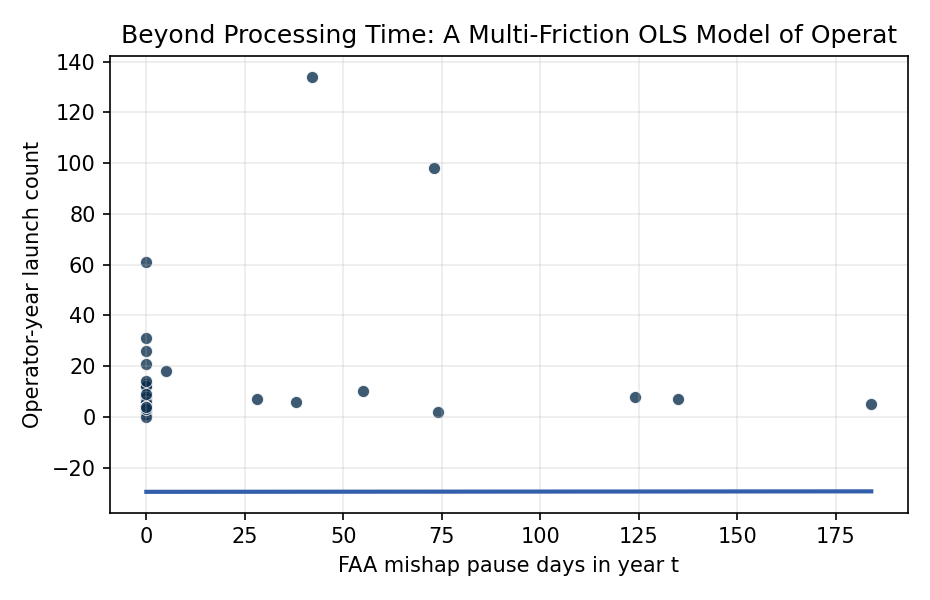 Beyond Processing Time: A Multi-Friction OLS Model of Operat
140
120
100
80
60
40
20
0
−20
Operator-year launch count
0 25 50 75 100 125 150 175
FAA mishap pause days in year t